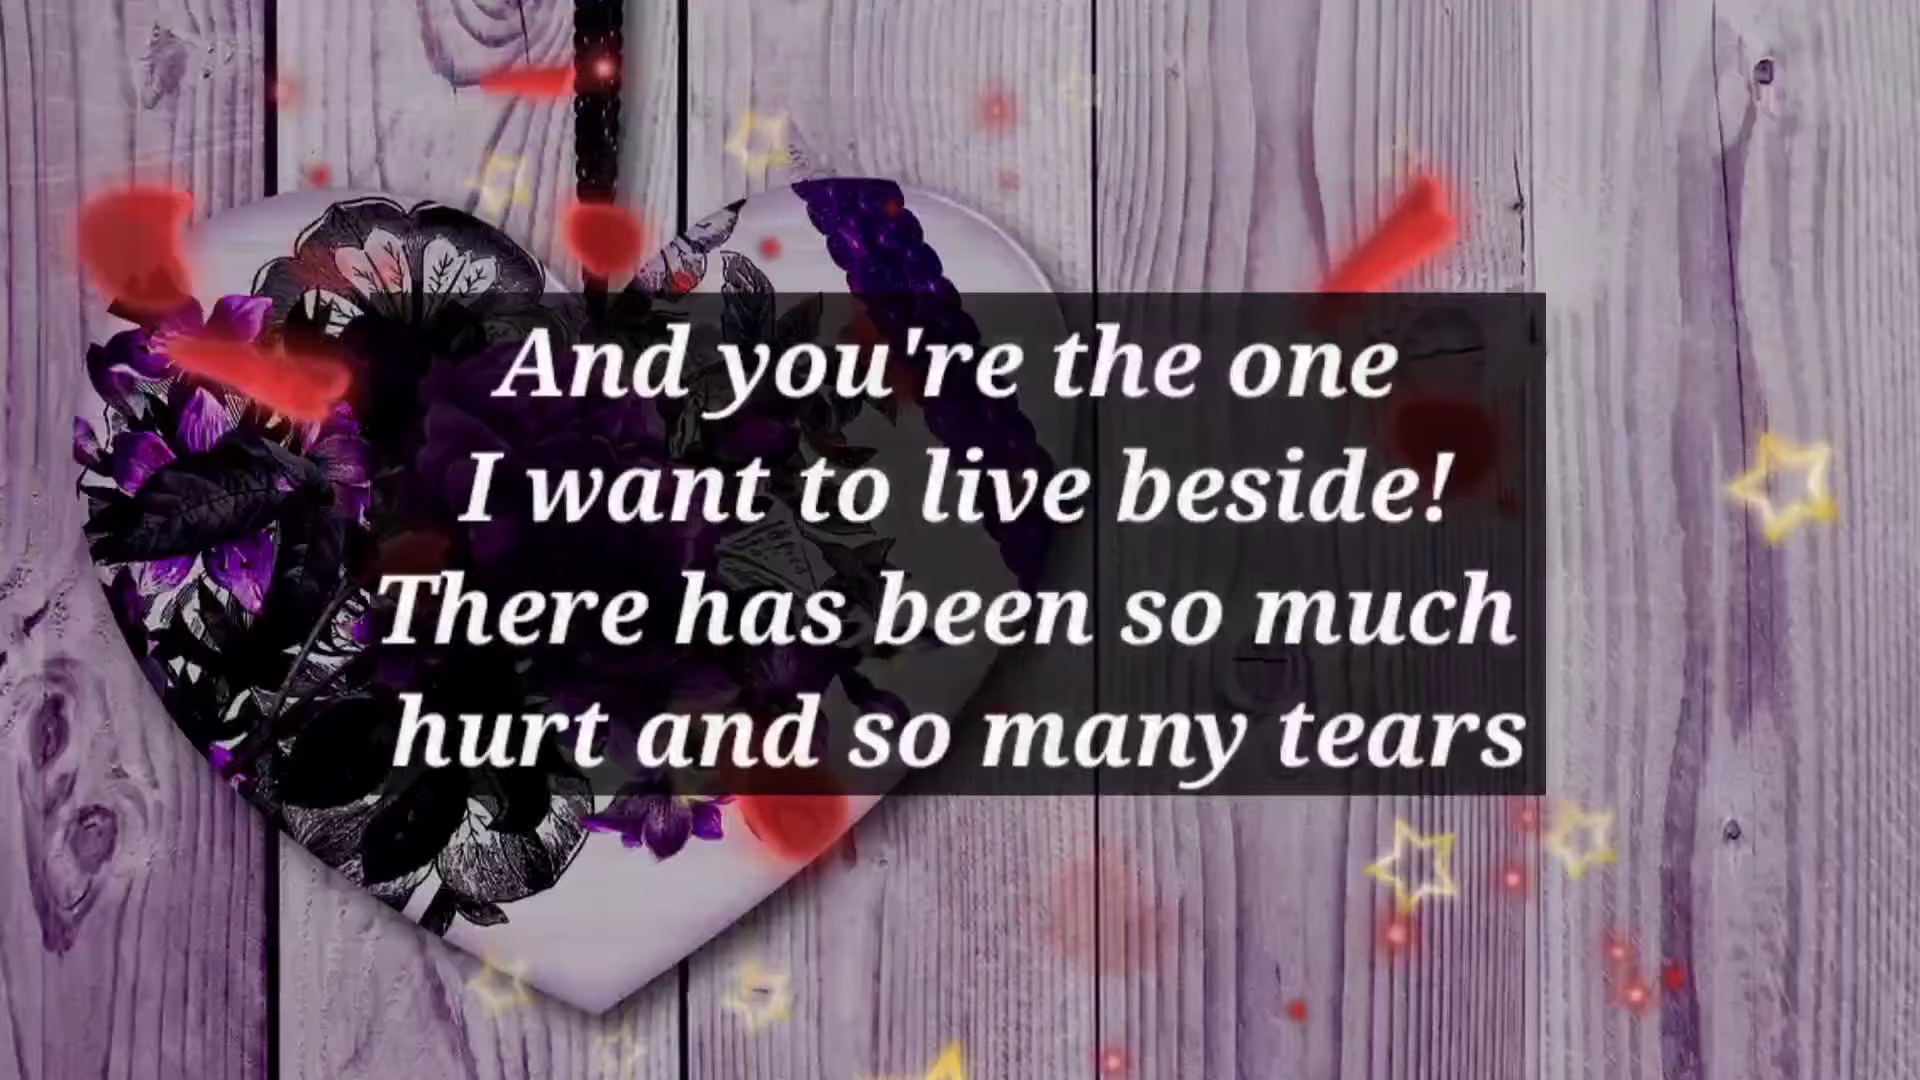 And you're the one
I want to live beside!
There has been so much
hurt and so many tears